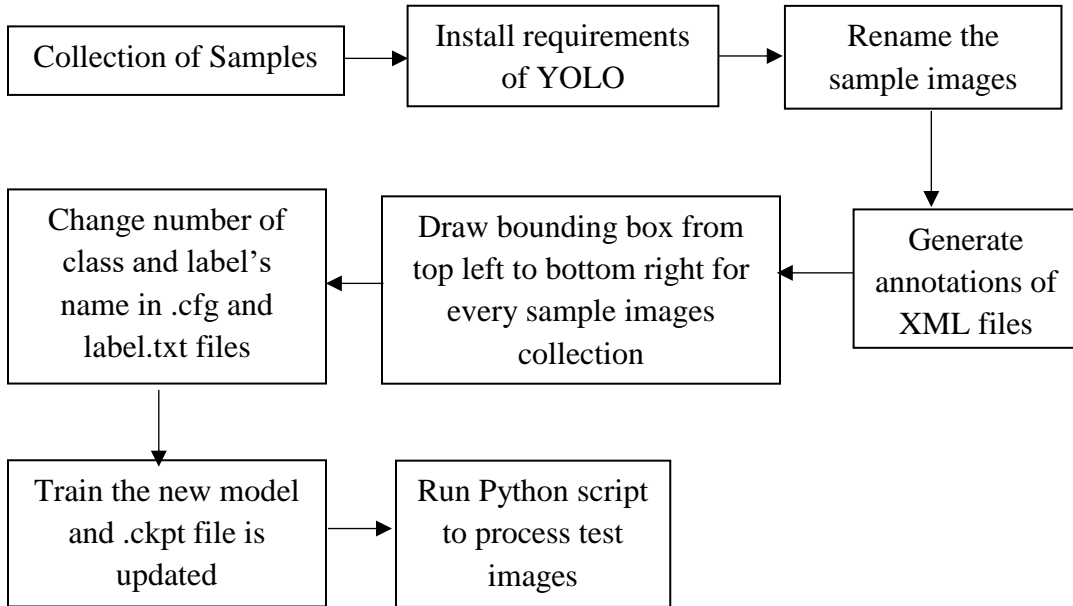 Collection of Samples
Install requirements
of YOLO
Rename the
sample images
Generate
annotations of
XML files
Draw bounding box from
top left to bottom right for
every sample images
collection
Change number of
class and label’s
name in .cfg and
label.txt files
Train the new model
and .ckpt file is
updated
Run Python script
to process test
images